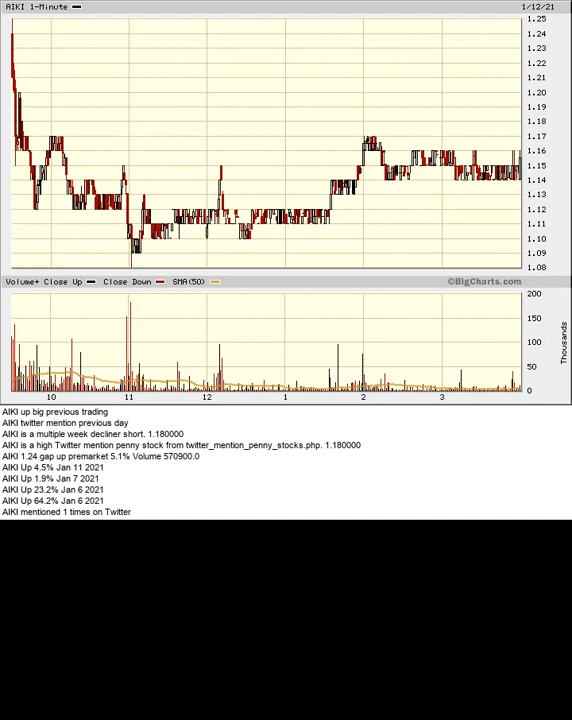 AIKI 1-Minute 1/12/21
1.25
1.24
1.23
1.22
1.21
1.20
1.19
1.18
1.17
1.16
1.15
1.14
1.13
1.12
1.11
1.10
1.09
1.08
Volume+ Close Up Close Down SMA(50) ©BigCharts.com
200
150
100
50
0
Thousands
10 11 12 1 2 3
AIKI up big previous trading
AIKI twitter mention previous day
AIKI is a multiple week decliner short. 1.180000
AIKI is a high Twitter mention penny stock from twitter_mention_penny_stocks.php. 1.180000
AIKI 1.24 gap up premarket 5.1% Volume 570900.0
AIKI Up 4.5% Jan 11 2021
AIKI Up 1.9% Jan 7 2021
AIKI Up 23.2% Jan 6 2021
AIKI Up 64.2% Jan 6 2021
AIKI mentioned 1 times on Twitter